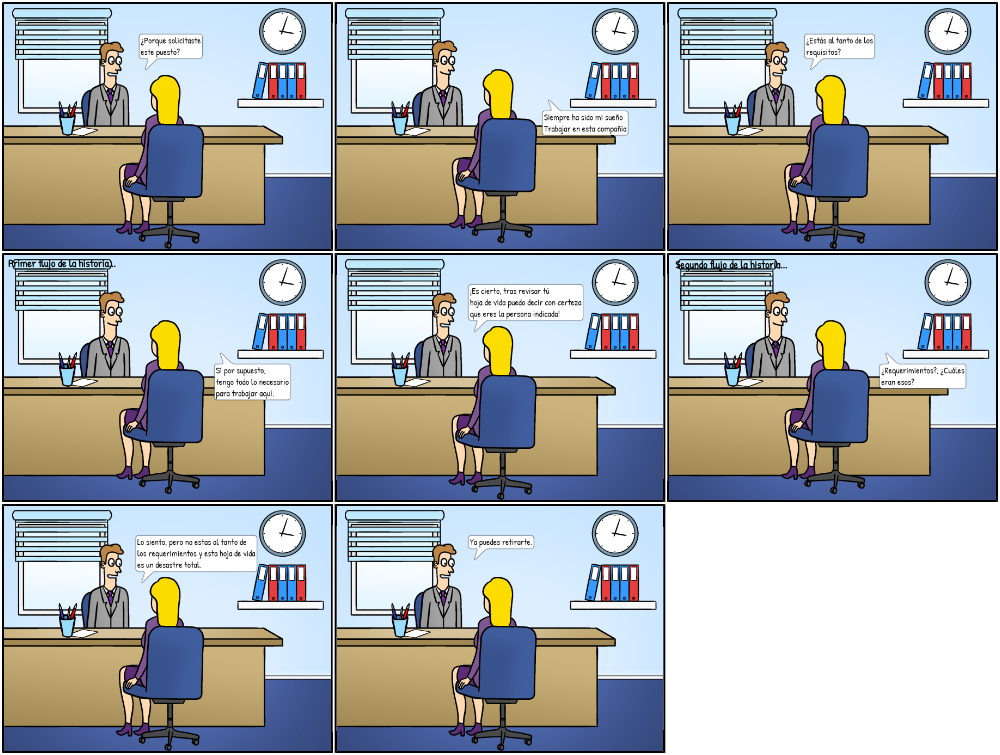 ¿Porque solicitaste
este puesto?
Siempre ha sido mi sueño
Trabajar en esta compañía
¿Estás al tanto de los
requisitos?
Primer flujo de la historia...
Sí por supuesto,
tengo todo lo necesario
para trabajar aquí.
¡Es cierto, tras revisar tú
hoja de vida puedo decir con certeza
que eres la persona indicada!
Segundo flujo de la historia...
¿Requerimientos?, ¿Cuáles
eran esos?
Lo siento, pero no estas al tanto de
los requerimientos y esta hoja de vida
es un desastre total.
Ya puedes retirarte.